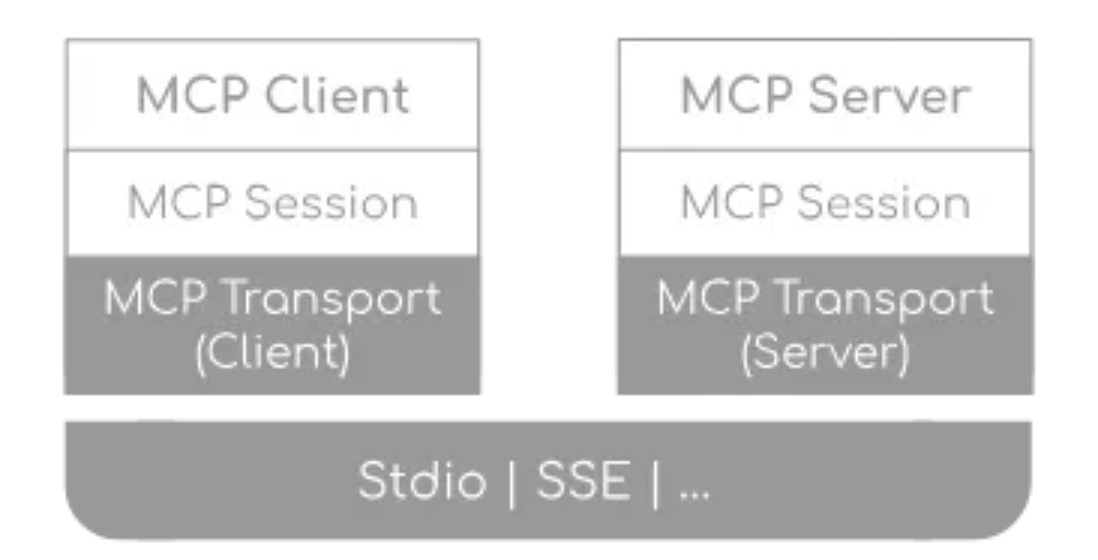 MCP Client
MCP Session
MCP Transport
(Client)
MCP Server
MCP Session
MCP Transport
(Server)
Stdio | SSE | ...